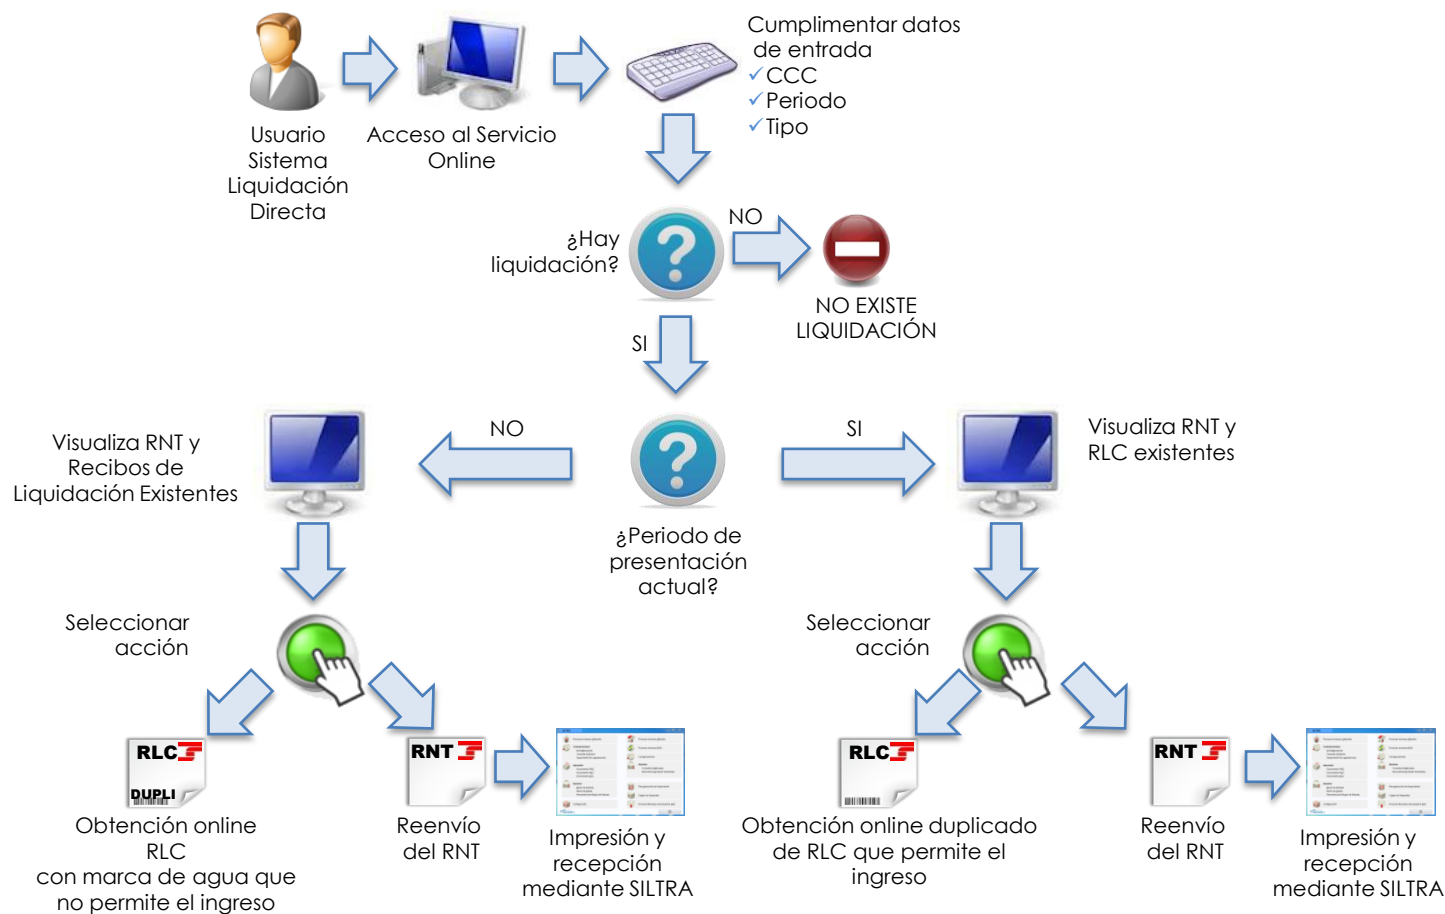 Cumplimentar datos
de entrada
✓CCC
✓Periodo
✓Tipo
Usuario
Sistema
Liquidación
Directa
Acceso al Servicio
Online
¿Hay
liquidación?
NO
NO EXISTE
LIQUIDACIÓN
SI
Visualiza RNT y
Recibos de
Liquidación Existentes
NO
SI
Visualiza RNT y
RLC existentes
¿Periodo de
presentación
actual?
Seleccionar
acción
Seleccionar
acción
RLC
DUPLI
RNT
RLC
RNT
Obtención online
RLC
con marca de agua que
no permite el ingreso
Reenvío
del RNT
Impresión y
recepción
mediante SILTRA
Obtención online duplicado
de RLC que permite el
ingreso
Reenvío
del RNT
Impresión y
recepción
mediante SILTRA